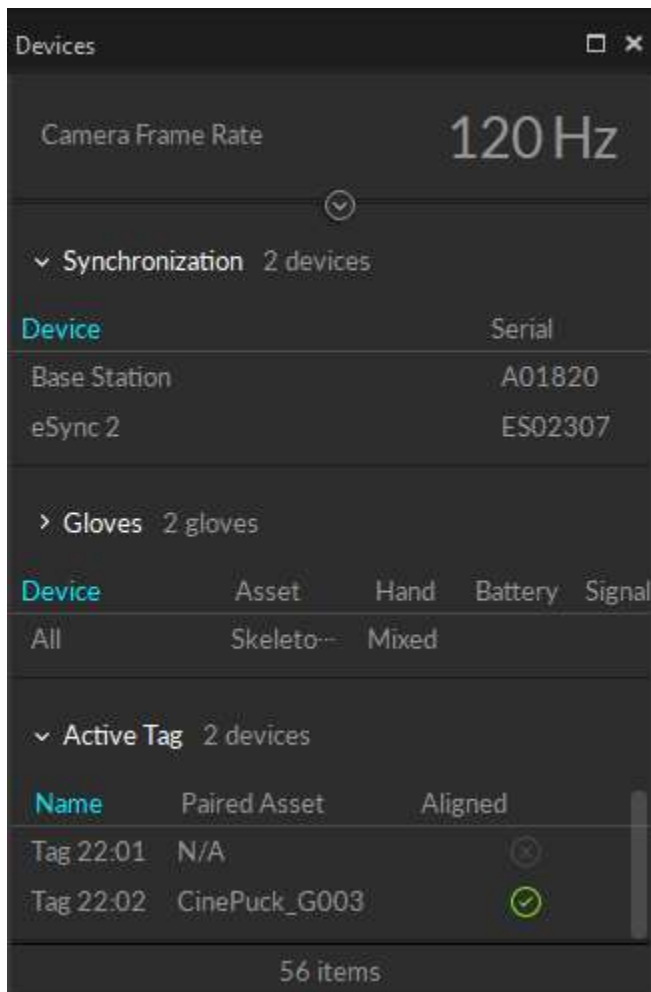 Devices
Camera Frame Rate 120 Hz
Synchronization 2 devices
Device Serial
Base Station A01820
eSync 2 ES02307
Gloves 2 gloves
Device Asset Hand Battery Signal
All Skeleto··· Mixed
Active Tag 2 devices
Name Paired Asset Aligned
Tag 22:01 N/A
Tag 22:02 CinePuck_G003
56 items